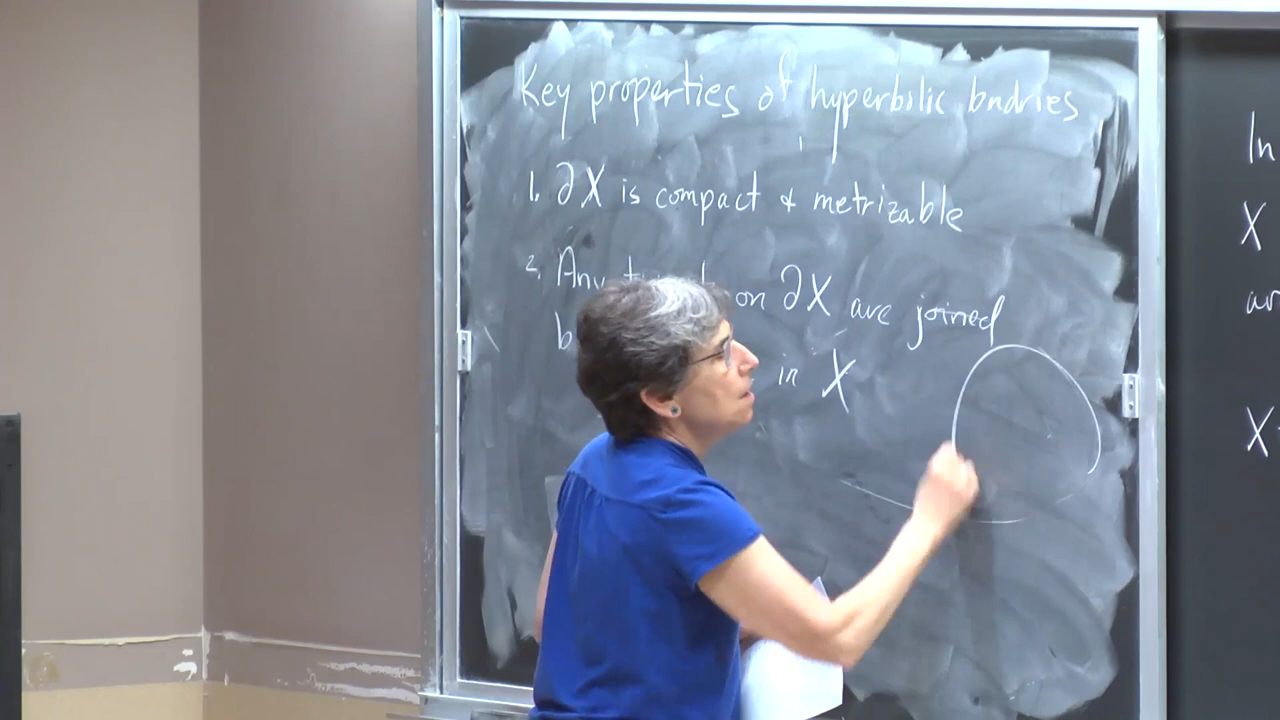 Key properties of hyperbolic bndries
1. ∂X is compact & metrizable
2. Any on ∂X are joined
in X
In
X
X